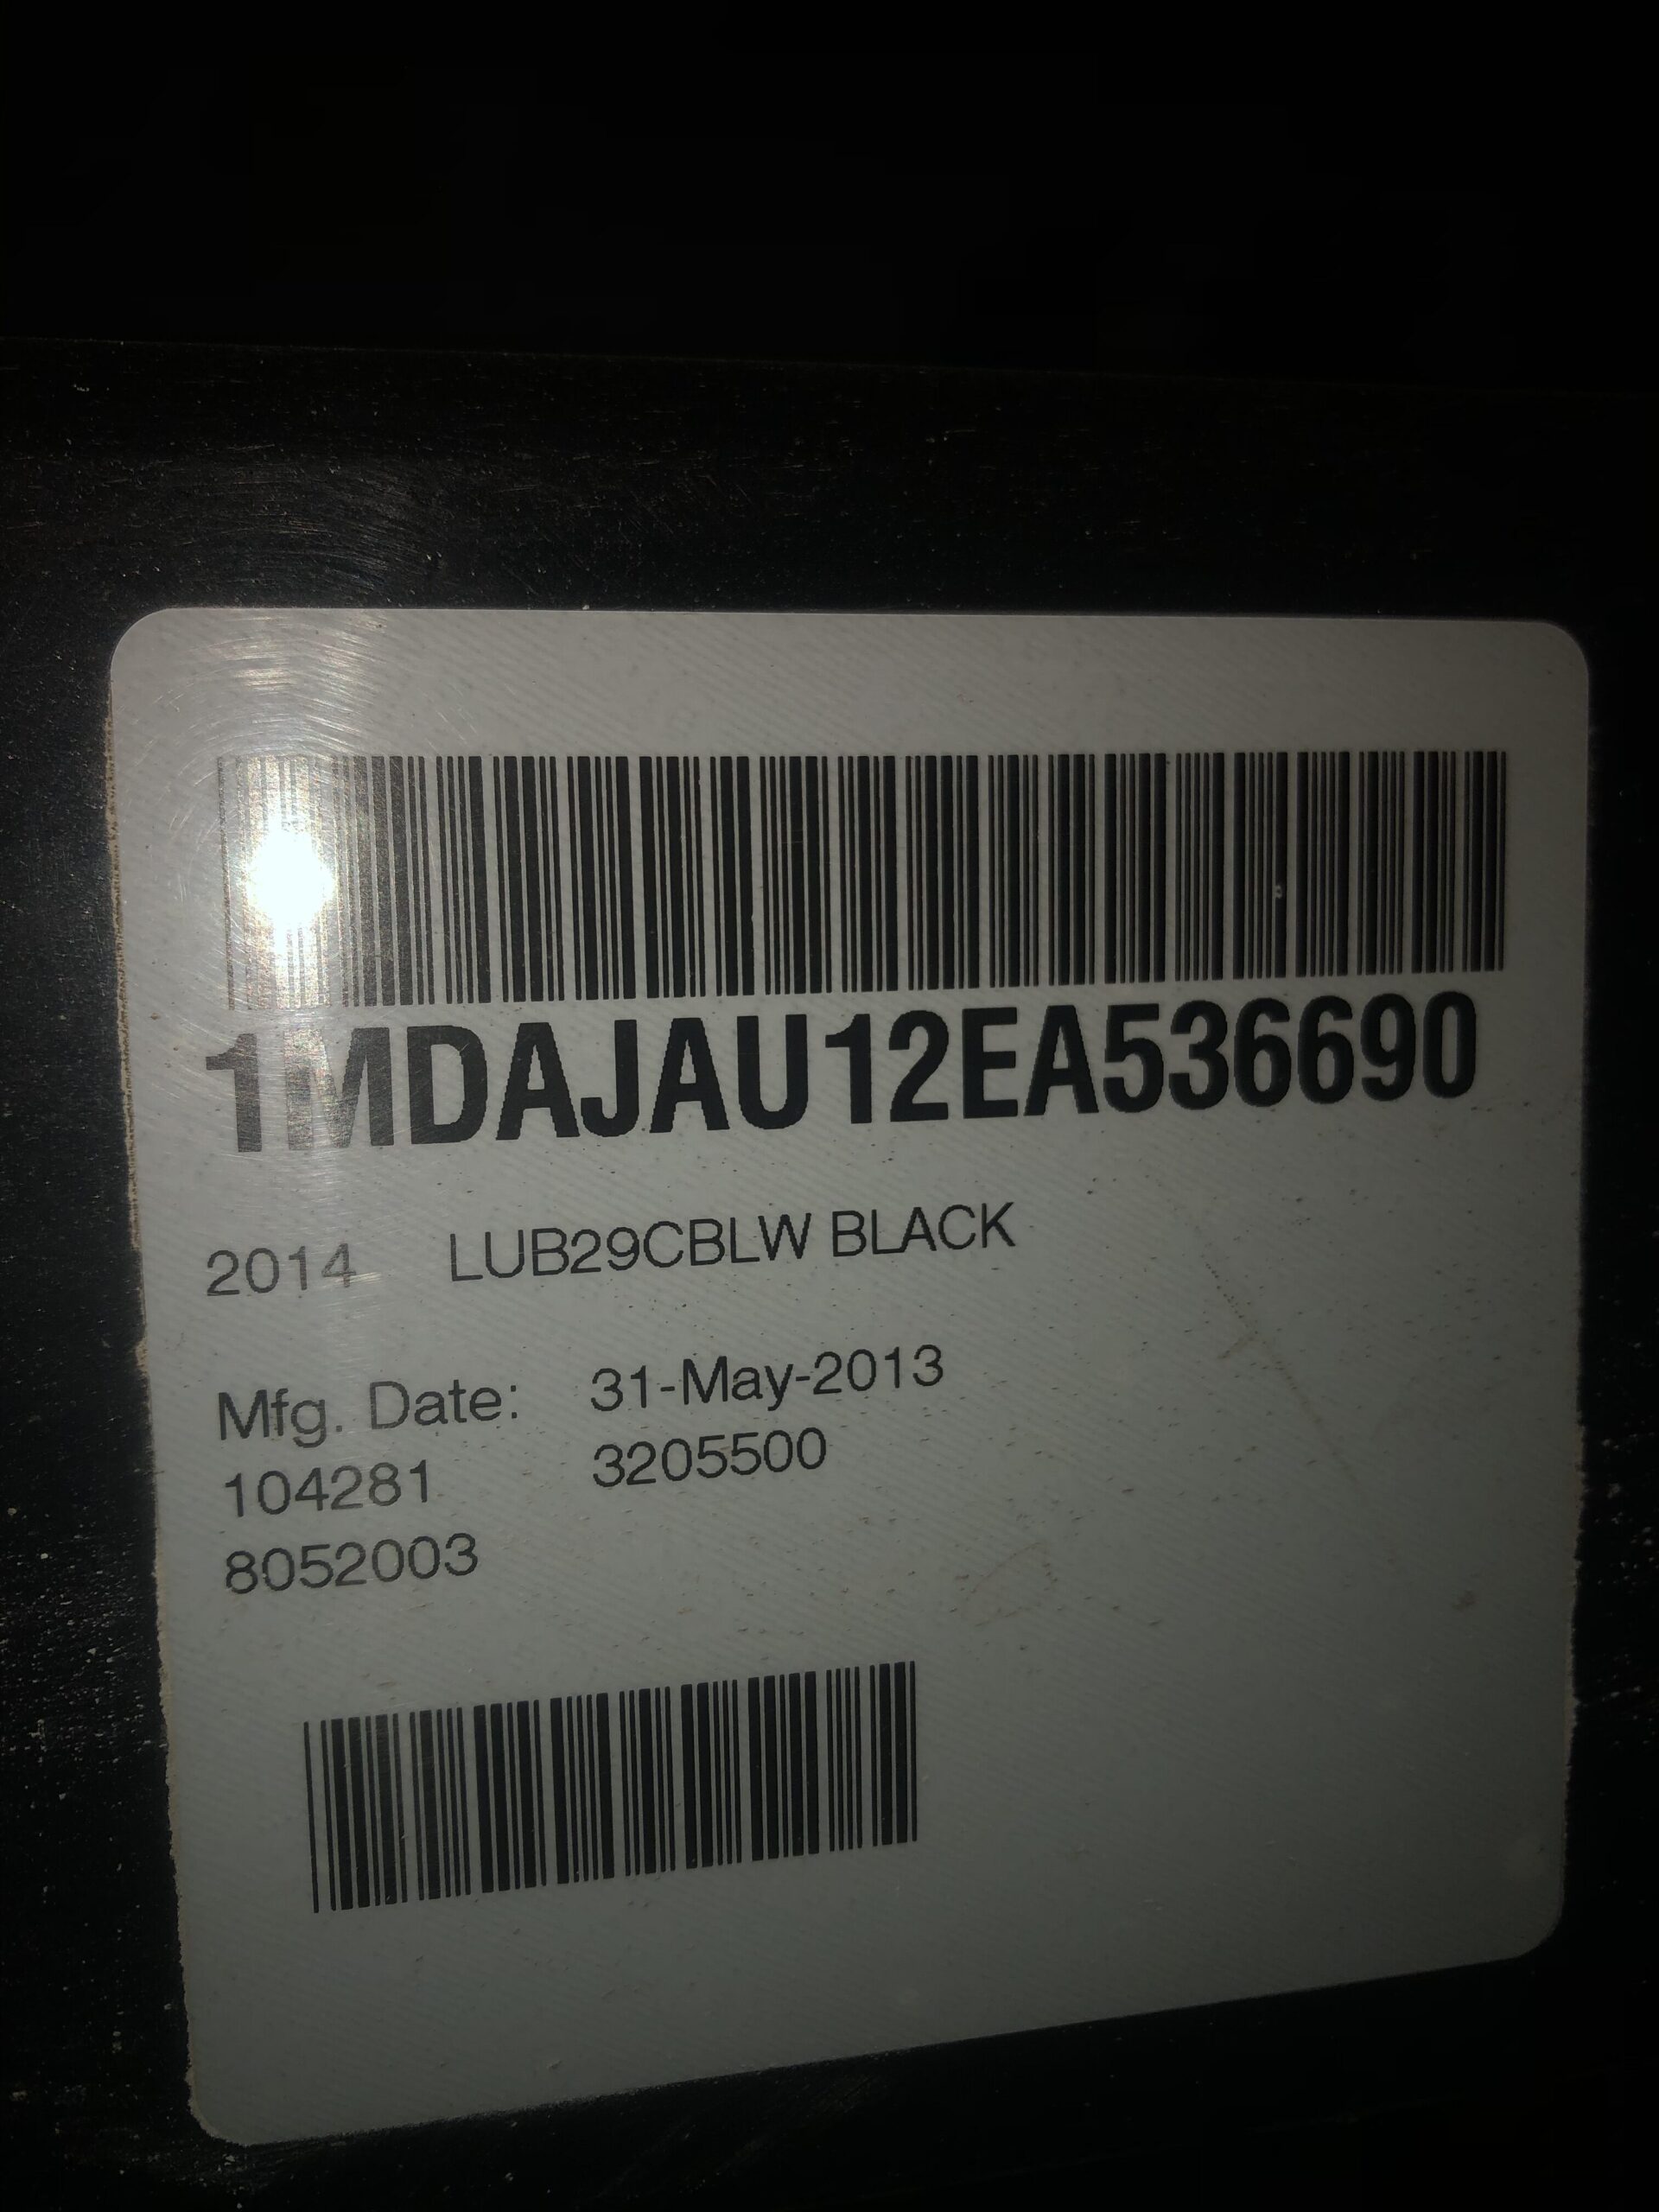 1MDAJAU12EA536690
2014 LUB29CBLW BLACK
Mfg. Date: 31-May-2013
104281 3205500
8052003